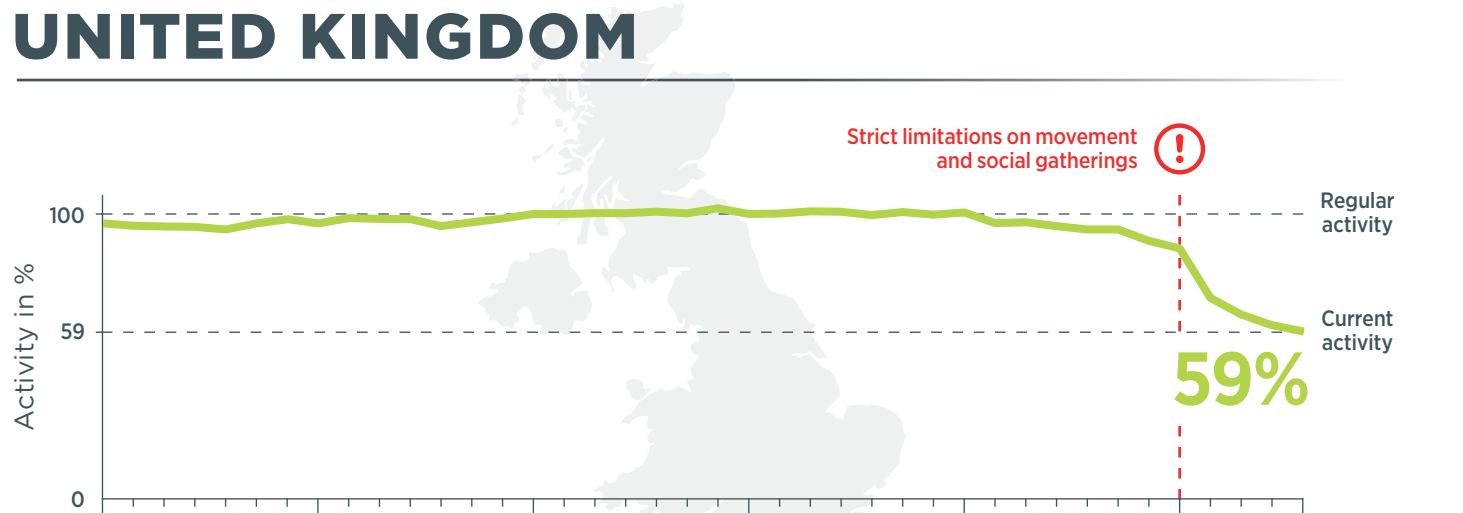 UNITED KINGDOM
Strict limitations on movement
and social gatherings
!
100
Regular
activity
Activity in %
59
Current
activity
59%
0